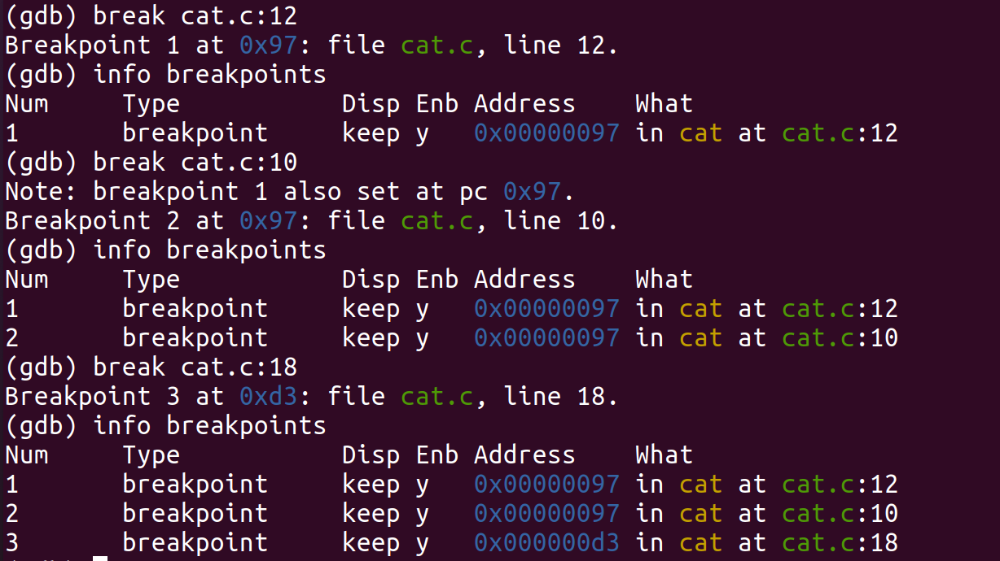 (gdb) break cat.c:12
Breakpoint 1 at 0x97: file cat.c, line 12.
(gdb) info breakpoints
Num     Type           Disp Enb Address    What
1       breakpoint     keep y   0x00000097 in cat at cat.c:12
(gdb) break cat.c:10
Note: breakpoint 1 also set at pc 0x97.
Breakpoint 2 at 0x97: file cat.c, line 10.
(gdb) info breakpoints
Num     Type           Disp Enb Address    What
1       breakpoint     keep y   0x00000097 in cat at cat.c:12
2       breakpoint     keep y   0x00000097 in cat at cat.c:10
(gdb) break cat.c:18
Breakpoint 3 at 0xd3: file cat.c, line 18.
(gdb) info breakpoints
Num     Type           Disp Enb Address    What
1       breakpoint     keep y   0x00000097 in cat at cat.c:12
2       breakpoint     keep y   0x00000097 in cat at cat.c:10
3       breakpoint     keep y   0x000000d3 in cat at cat.c:18